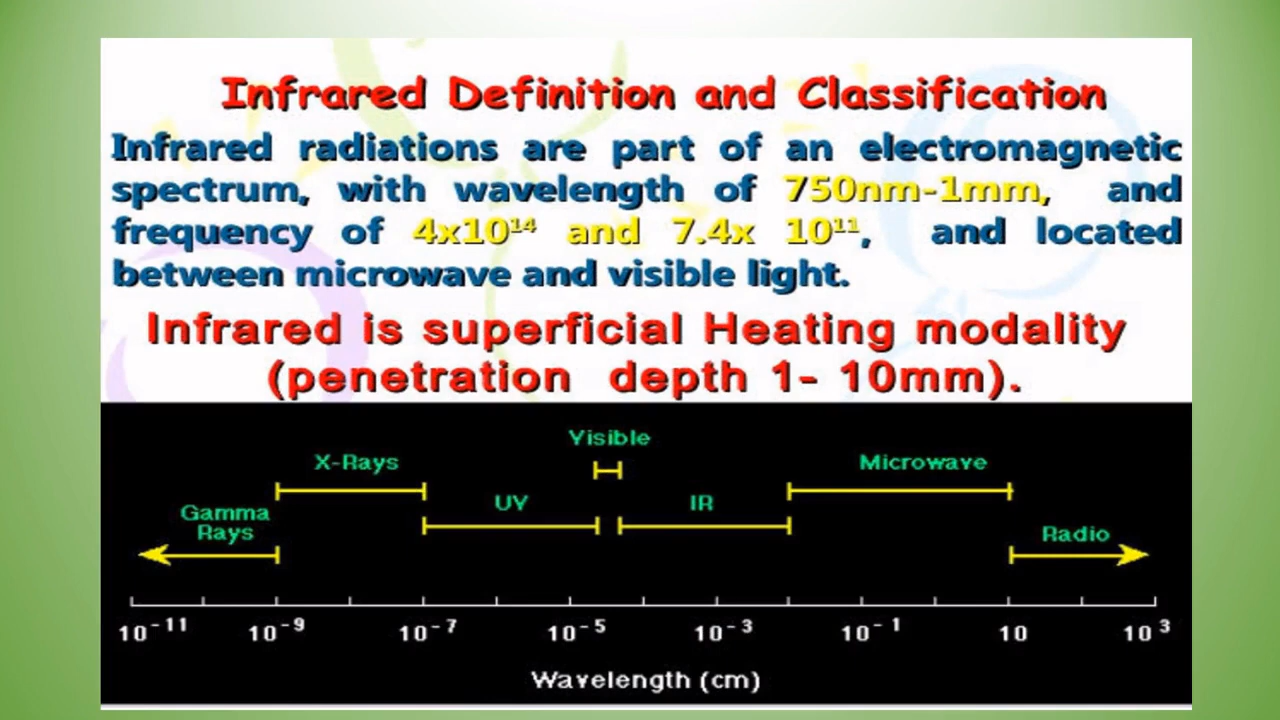 Infrared Definition and Classification
Infrared radiations are part of an electromagnetic
spectrum, with wavelength of 750nm-1mm, and
frequency of 4x10¹⁴ and 7.4x 10¹¹, and located
between microwave and visible light.
Infrared is superficial Heating modality
(penetration depth 1- 10mm).
Visible
X-Rays
Microwave
UY
IR
Gamma
Rays
Radio
10⁻¹¹ 10⁻⁹ 10⁻⁷ 10⁻⁵ 10⁻³ 10⁻¹ 10 10³
Wavelength (cm)